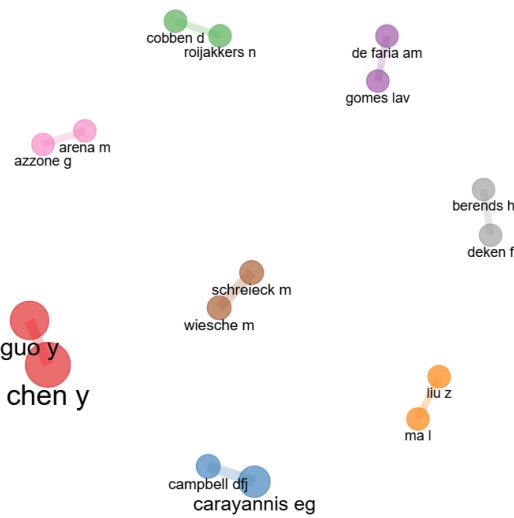 cobben d
roijakkers n
de faria am
gomes lav
arena m
azzone g
berends h
deken f
schreieck m
wiesche m
guo y
chen y
liu z
ma l
campbell dfj
carayannis eg